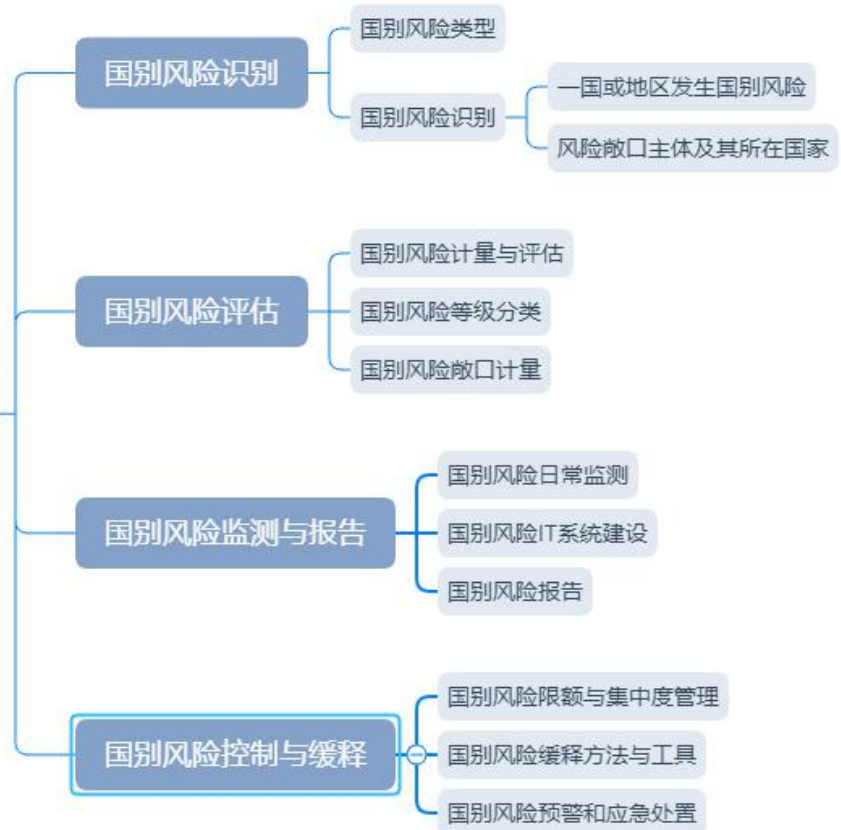 国别风险识别
国别风险类型
国别风险识别
一国或地区发生国别风险
风险敞口主体及其所在国家
国别风险评估
国别风险计量与评估
国别风险等级分类
国别风险敞口计量
国别风险监测与报告
国别风险日常监测
国别风险IT系统建设
国别风险报告
国别风险控制与缓释
国别风险限额与集中度管理
国别风险缓释方法与工具
国别风险预警和应急处置